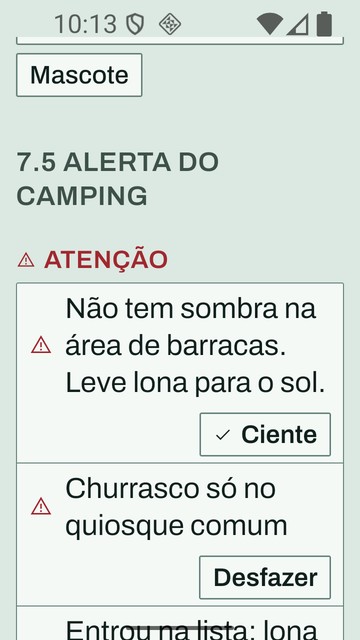 10:13
Mascote
7.5 ALERTA DO
CAMPING
ATENÇÃO
Não tem sombra na
área de barracas.
Leve lona para o sol.
Ciente
Churrasco só no
quiosque comum
Desfazer
Entrou na lista: lona